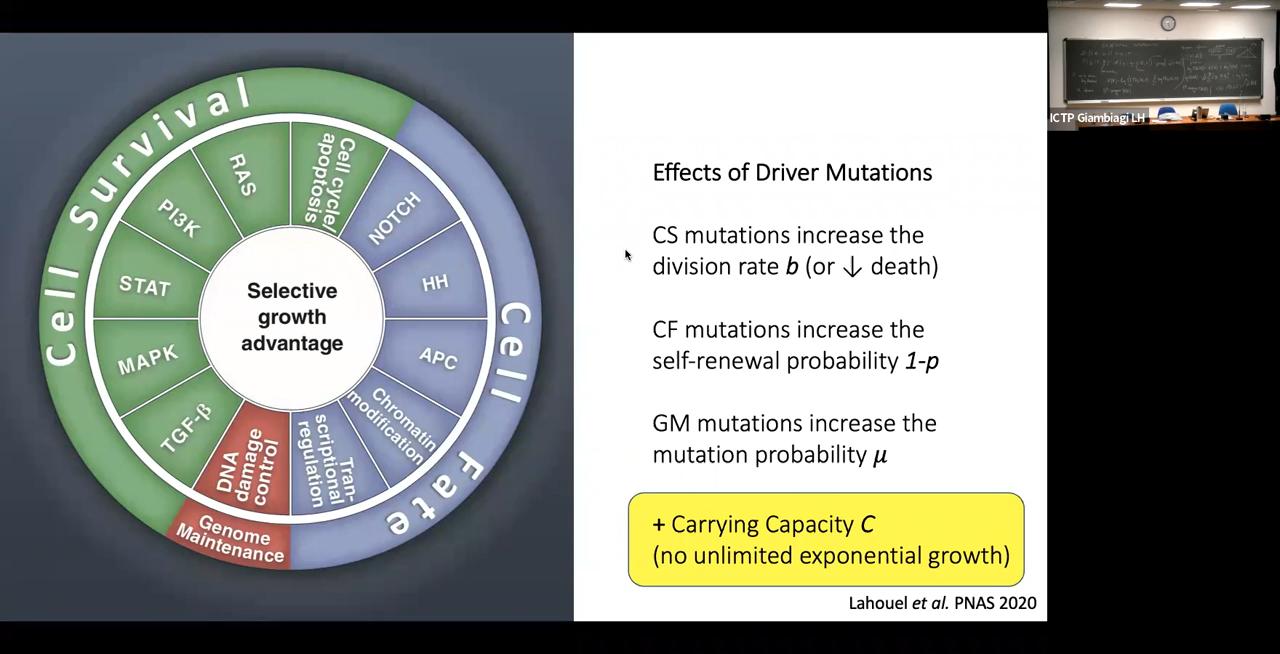 Cell Survival
Cell cycle/
apoptosis
RAS
PI3K
STAT
MAPK
TGF-β
NOTCH
HH
APC
Chromatin
modification
Tran-
scriptional
regulation
DNA
damage
control
Genome
Maintenance
Cell Fate
Selective
growth
advantage
Effects of Driver Mutations
CS mutations increase the
division rate b (or ↓ death)
CF mutations increase the
self-renewal probability 1-p
GM mutations increase the
mutation probability μ
+ Carrying Capacity C
(no unlimited exponential growth)
Lahouel et al. PNAS 2020
ICTP Giambiagi LH